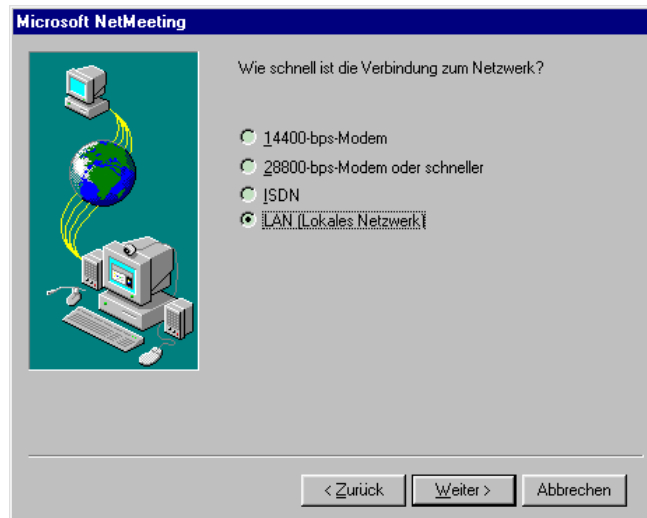 Microsoft NetMeeting
Wie schnell ist die Verbindung zum Netzwerk?
14400-bps-Modem
28800-bps-Modem oder schneller
ISDN
LAN (Lokales Netzwerk)
< Zurück
Weiter >
Abbrechen